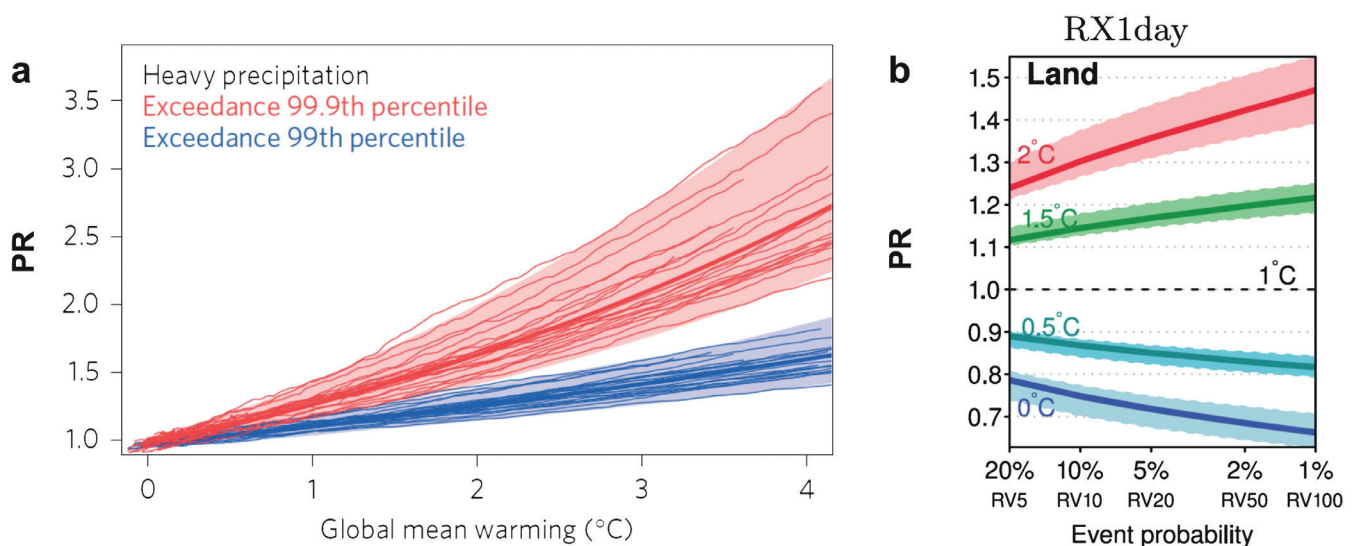 a
Heavy precipitation
Exceedance 99.9th percentile
Exceedance 99th percentile
PR
3.5
3.0
2.5
2.0
1.5
1.0
0 1 2 3 4
Global mean warming (°C)
RX1day
b
Land
PR
1.5
1.4
1.3
1.2
1.1
1.0
0.9
0.8
0.7
2°C
1.5°C
1°C
0.5°C
0°C
20% 10% 5% 2% 1%
RV5 RV10 RV20 RV50 RV100
Event probability